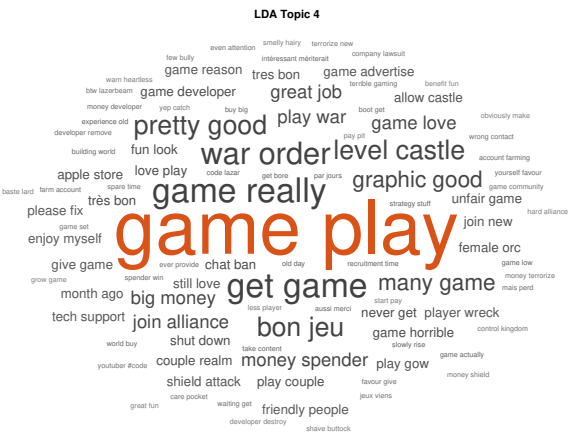 LDA Topic 4
even attention smelly hairy terrorize new
few bully intéressant mériterait company lawsuit
game reason tres bon game advertise
warn heartless terrible gaming benefit fun
btw lazerbeam game developer great job allow castle
money developer yep catch buy big boot get
experience old pretty good play war game love obviously make
developer remove pay pit wrong contact
building world fun look war order level castle account farming
apple store love play code lazar get bore par jours graphic good yourself favour
baste lard farm account spare time game really unfair game game community
please fix très bon strategy stuff hard alliance
game set game play join new
enjoy myself female orc
give game ever provide chat ban old day recruitment time game low
grow game spender win still love get game many game money terrorize
month ago big money start pay mais perd
tech support join alliance less player aussi merci never get player wreck
bon jeu game horrible control kingdom
world buy shut down take content slowly rise
youtuber #code couple realm money spender play gow game actually
shield attack play couple favour give money shield
care pocket jeux viens
great fun waiting get friendly people
developer destroy shave buttock